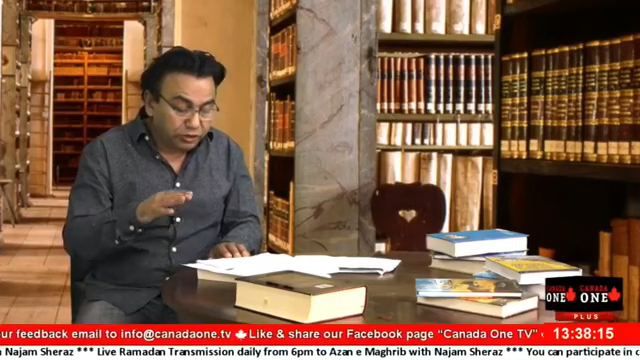 CANADA
ONE
CANADA
ONE
PLUS
ur feedback email to info@canadaone.tv Like & share our Facebook page “Canada One TV”
13:38:15
Najam Sheraz *** Live Ramadan Transmission daily from 6pm to Azan e Maghrib with Najam Sheraz *** You can participate in